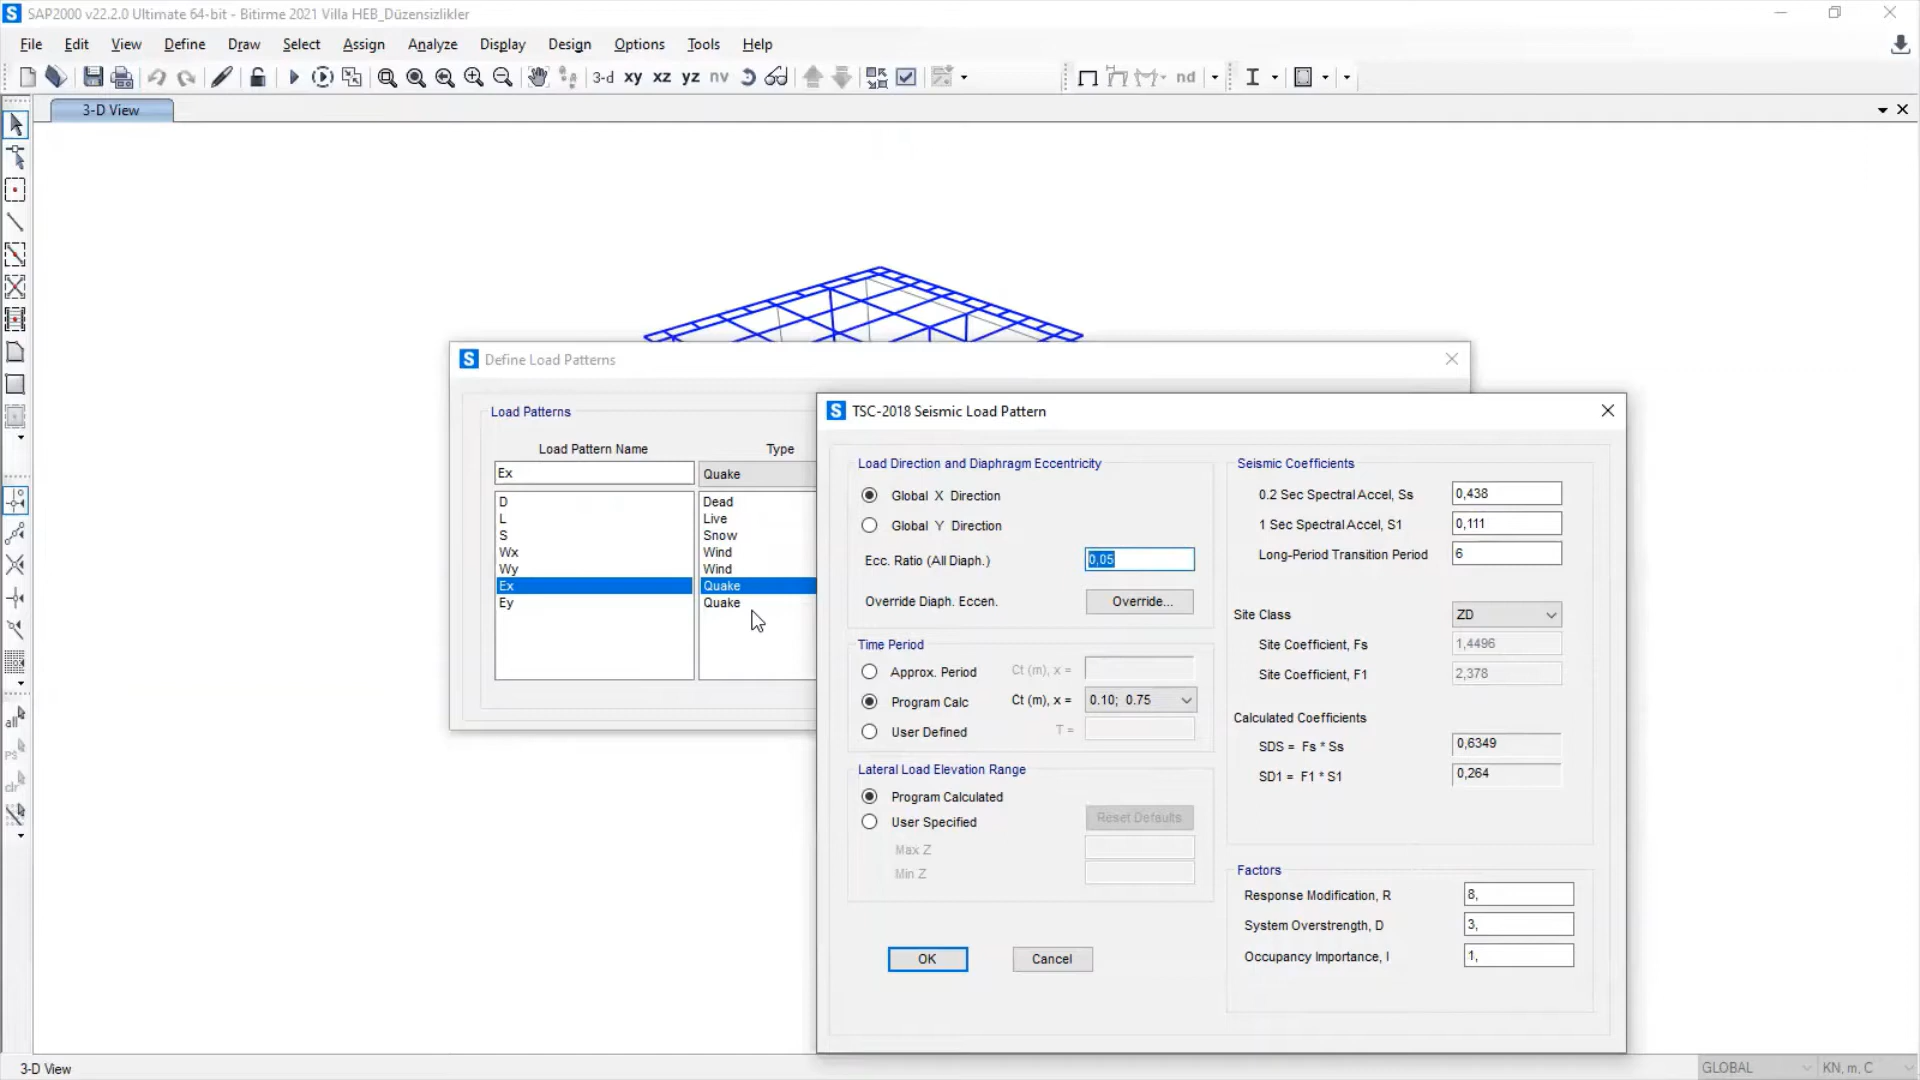 SAP2000 v22.2.0 Ultimate 64-bit - Bitirme 2021 Villa HEB_Düzensizlikler
File Edit View Define Draw Select Assign Analyze Display Design Options Tools Help
3-d xy xz yz nv nd
3-D View
all
ps
clr
Define Load Patterns
Load Patterns
Load Pattern Name Type
Ex Quake
D Dead
L Live
S Snow
Wx Wind
Wy Wind
Ex Quake
Ey Quake
TSC-2018 Seismic Load Pattern
Load Direction and Diaphragm Eccentricity
Global X Direction
Global Y Direction
Ecc. Ratio (All Diaph.) 0,05
Override Diaph. Eccen. Override...
Time Period
Approx. Period Ct (m), x =
Program Calc Ct (m), x = 0.10; 0.75
User Defined T =
Lateral Load Elevation Range
Program Calculated
User Specified Reset Defaults
Max Z
Min Z
OK Cancel
Seismic Coefficients
0.2 Sec Spectral Accel, Ss 0,438
1 Sec Spectral Accel, S1 0,111
Long-Period Transition Period 6
Site Class ZD
Site Coefficient, Fs 1,4496
Site Coefficient, F1 2,378
Calculated Coefficients
SDS = Fs * Ss 0,6349
SD1 = F1 * S1 0,264
Factors
Response Modification, R 8,
System Overstrength, D 3,
Occupancy Importance, I 1,
3-D View GLOBAL KN, m, C